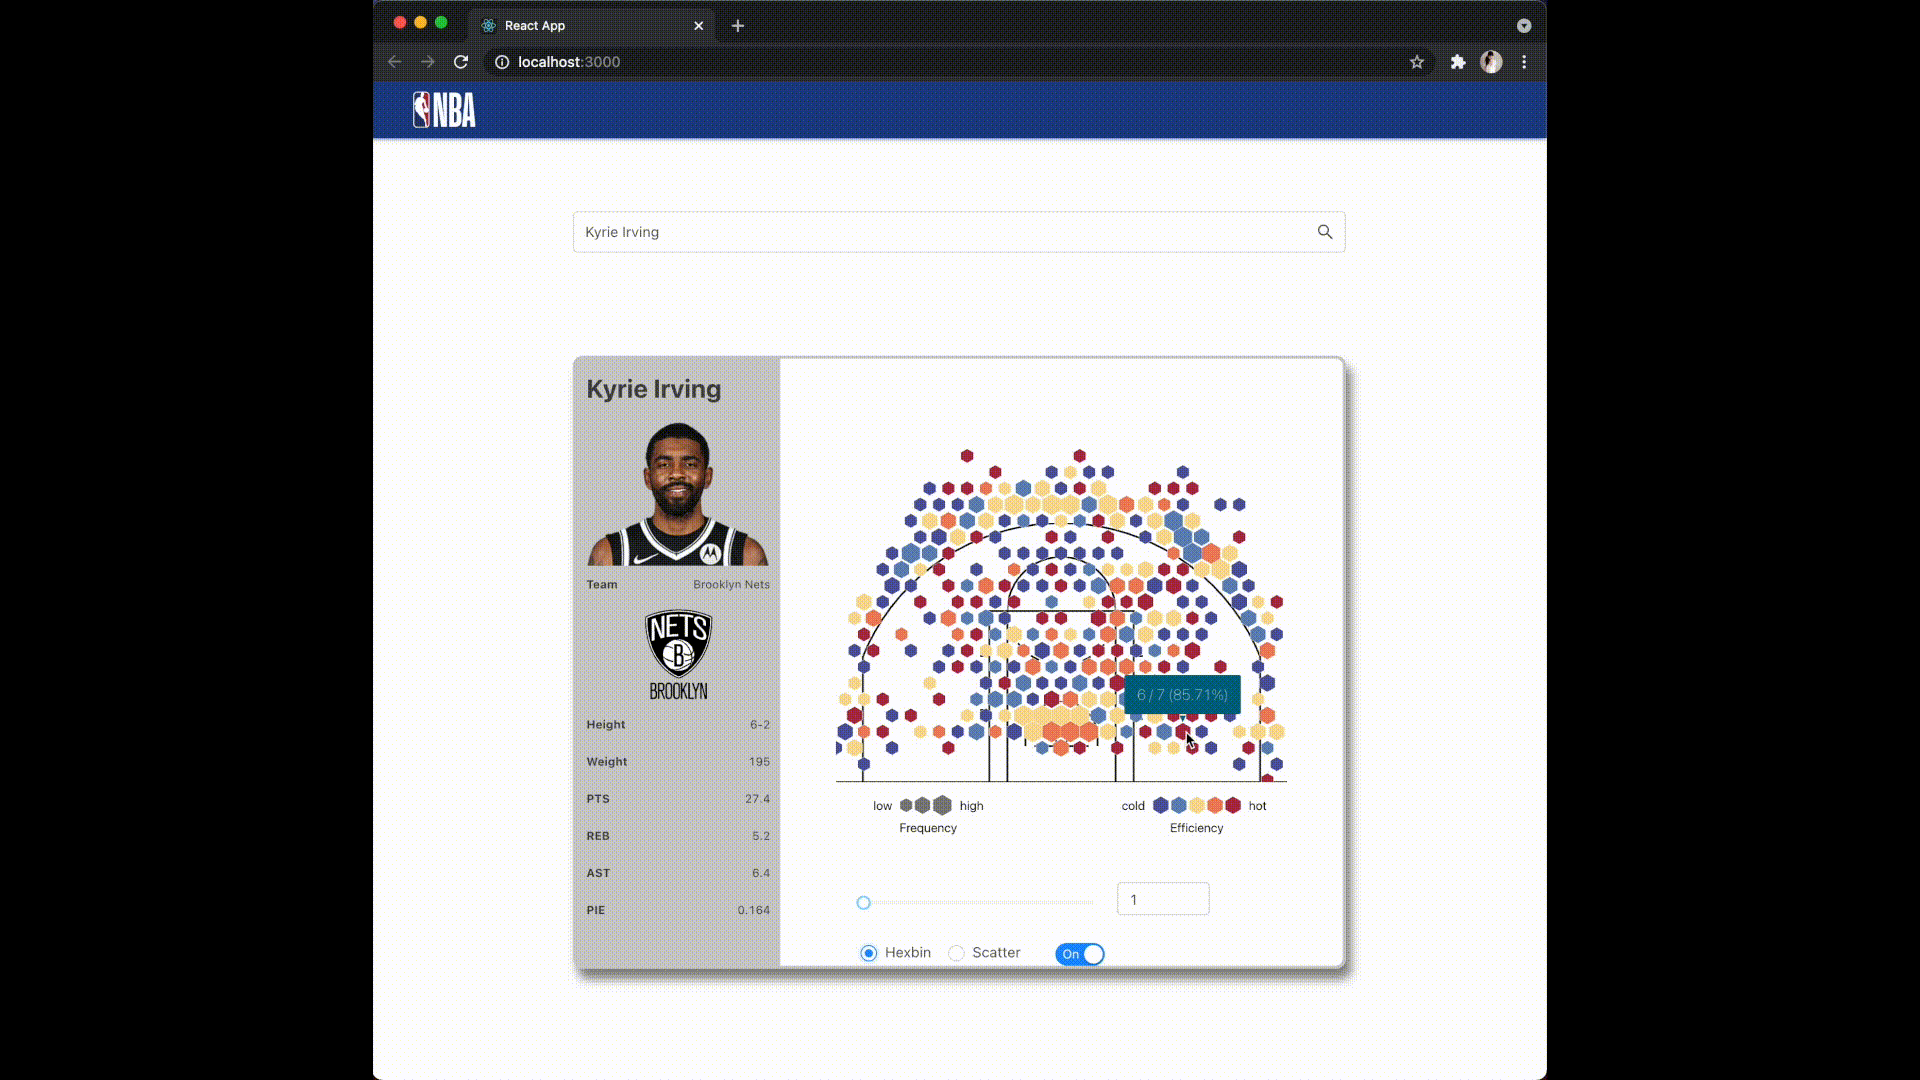 React App
localhost:3000
NBA
Kyrie Irving
Kyrie Irving
Team Brooklyn Nets
NETS
B
BROOKLYN
Height 6-2
Weight 195
PTS 27.4
REB 5.2
AST 6.4
PIE 0.164
6 / 7 (85.71%)
low high
Frequency
cold hot
Efficiency
1
Hexbin Scatter On